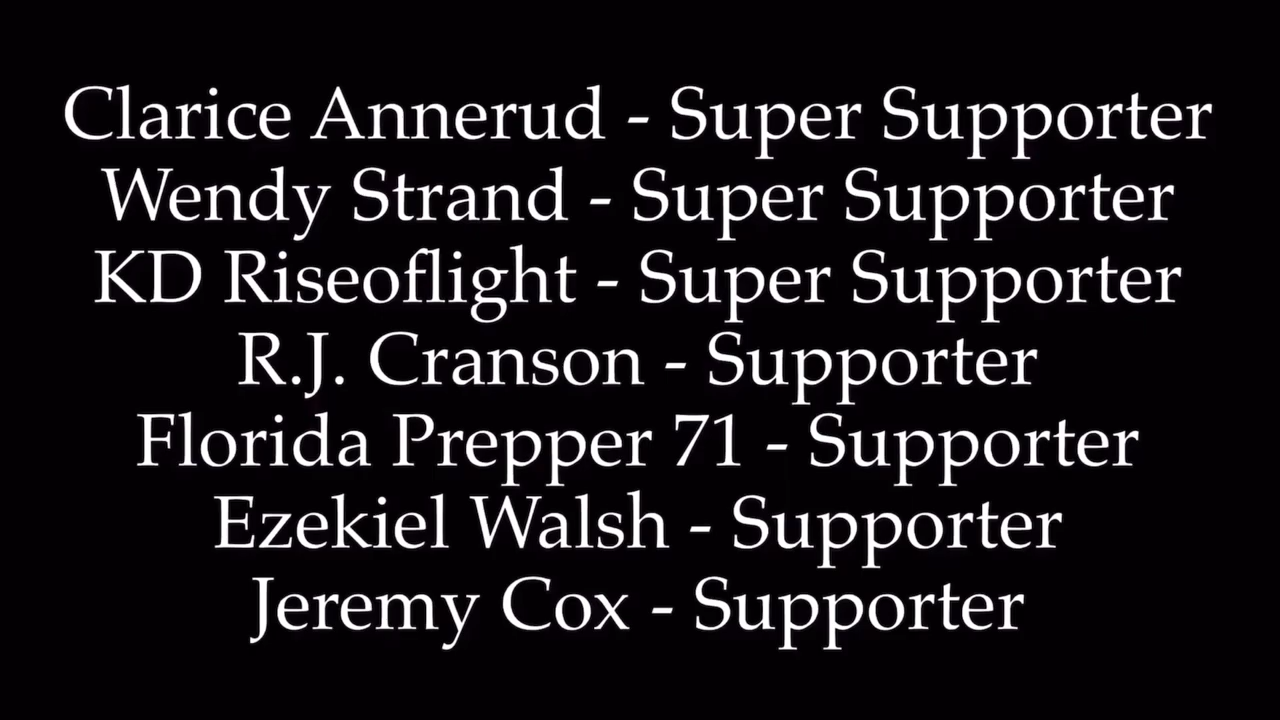 Clarice Annerud - Super Supporter
Wendy Strand - Super Supporter
KD Riseoflight - Super Supporter
R.J. Cranson - Supporter
Florida Prepper 71 - Supporter
Ezekiel Walsh - Supporter
Jeremy Cox - Supporter